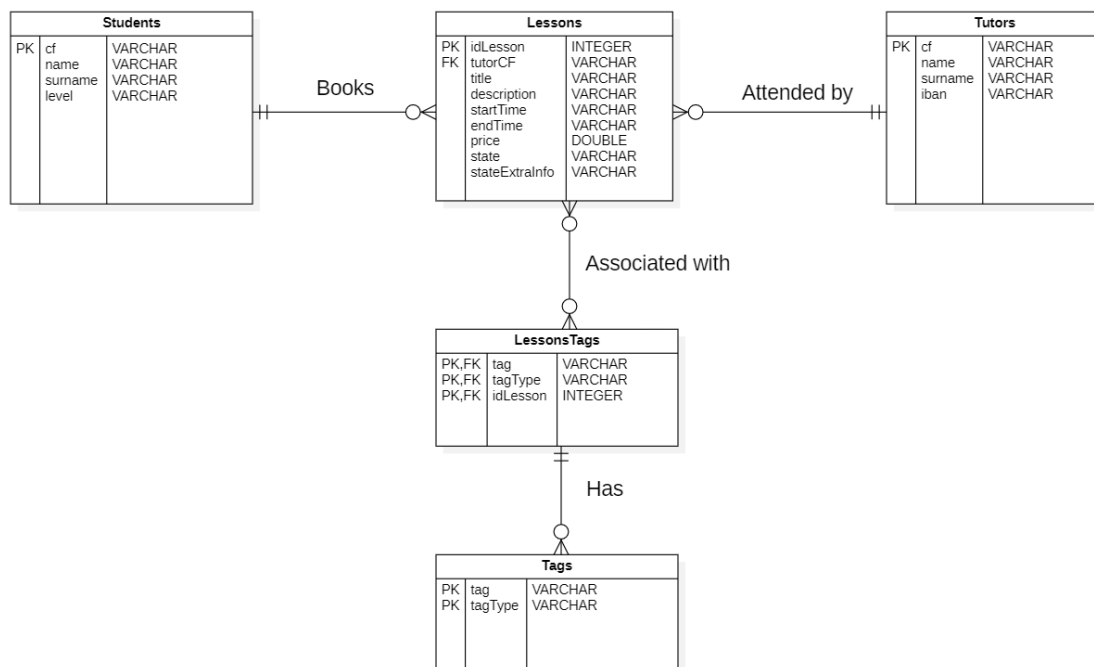 Students
PK cf VARCHAR
name VARCHAR
surname VARCHAR
level VARCHAR
Books
Lessons
PK idLesson INTEGER
FK tutorCF VARCHAR
title VARCHAR
description VARCHAR
startTime VARCHAR
endTime VARCHAR
price DOUBLE
state VARCHAR
stateExtraInfo VARCHAR
Attended by
Tutors
PK cf VARCHAR
name VARCHAR
surname VARCHAR
iban VARCHAR
Associated with
LessonsTags
PK,FK tag VARCHAR
PK,FK tagType VARCHAR
PK,FK idLesson INTEGER
Has
Tags
PK tag VARCHAR
PK tagType VARCHAR